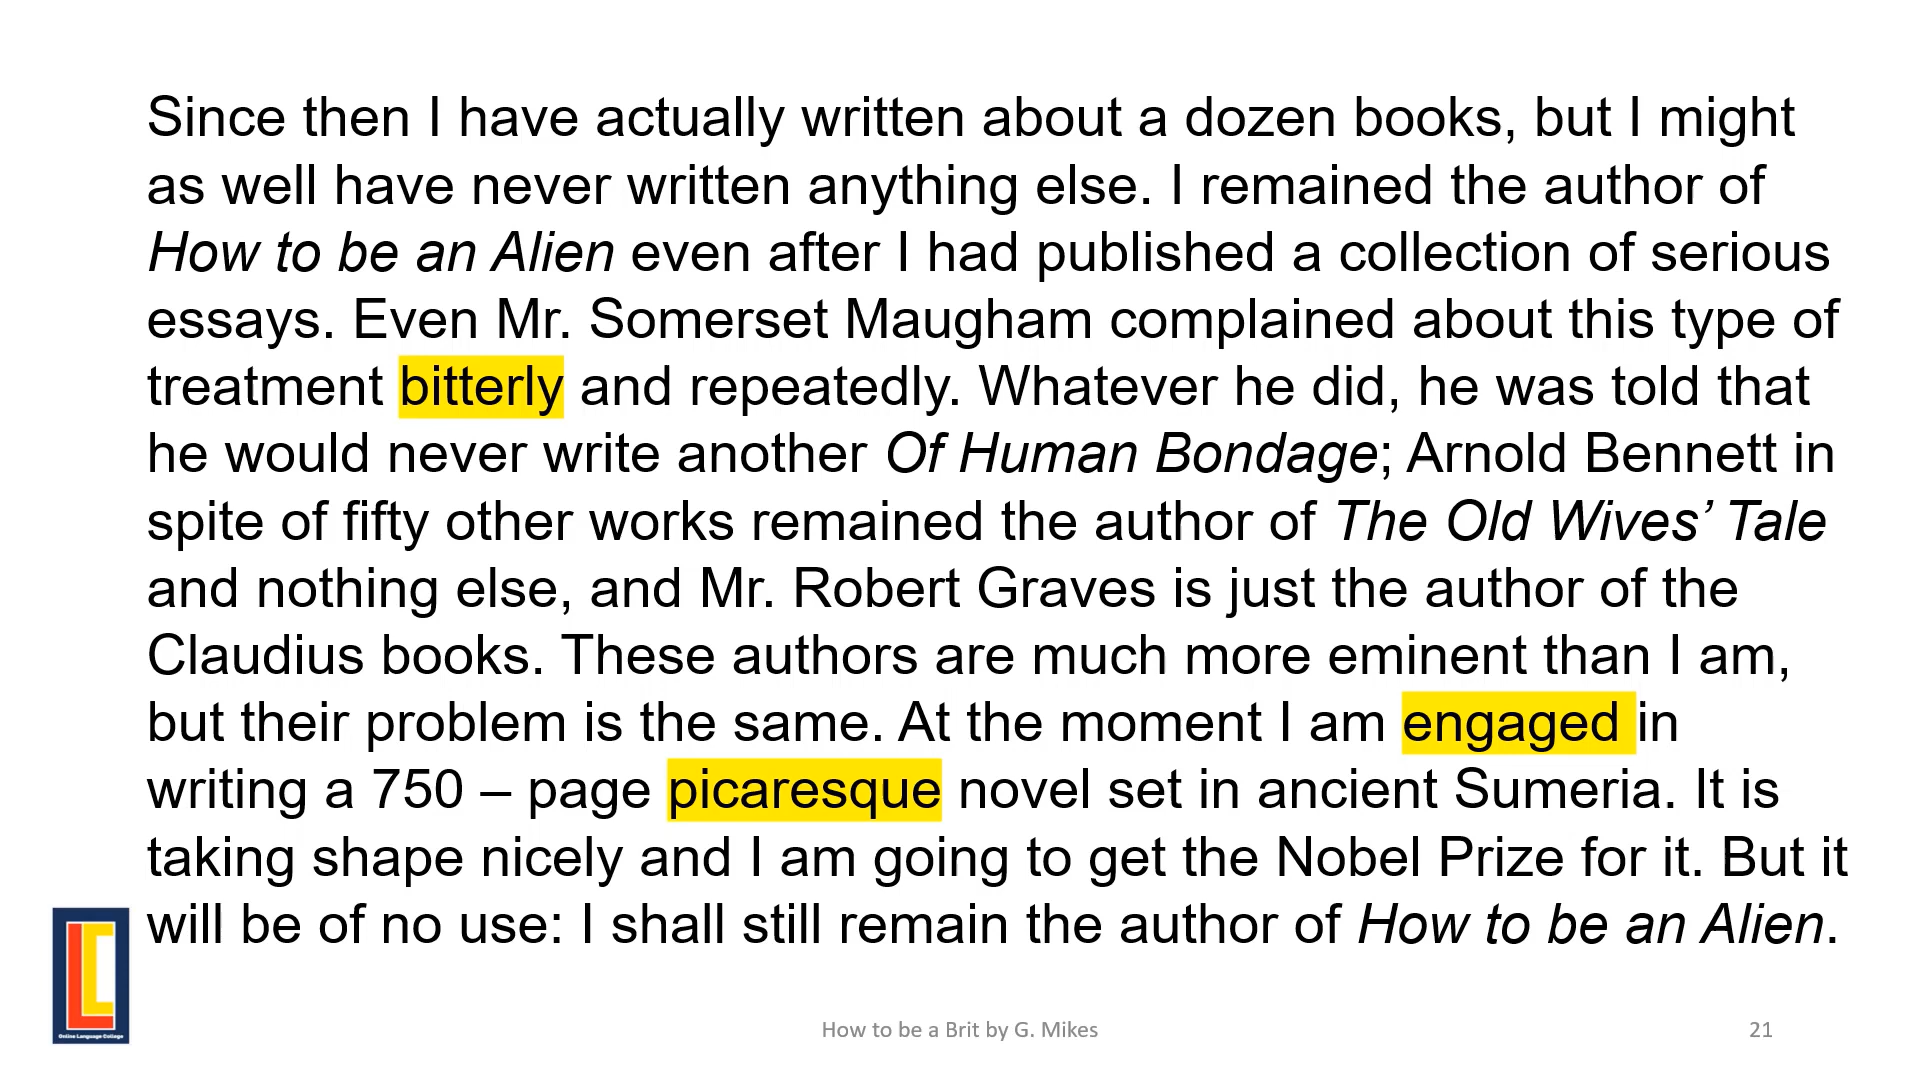 Since then I have actually written about a dozen books, but I might
as well have never written anything else. I remained the author of
How to be an Alien even after I had published a collection of serious
essays. Even Mr. Somerset Maugham complained about this type of
treatment bitterly and repeatedly. Whatever he did, he was told that
he would never write another Of Human Bondage; Arnold Bennett in
spite of fifty other works remained the author of The Old Wives’ Tale
and nothing else, and Mr. Robert Graves is just the author of the
Claudius books. These authors are much more eminent than I am,
but their problem is the same. At the moment I am engaged in
writing a 750 – page picaresque novel set in ancient Sumeria. It is
taking shape nicely and I am going to get the Nobel Prize for it. But it
will be of no use: I shall still remain the author of How to be an Alien.
Online Language College
How to be a Brit by G. Mikes
21